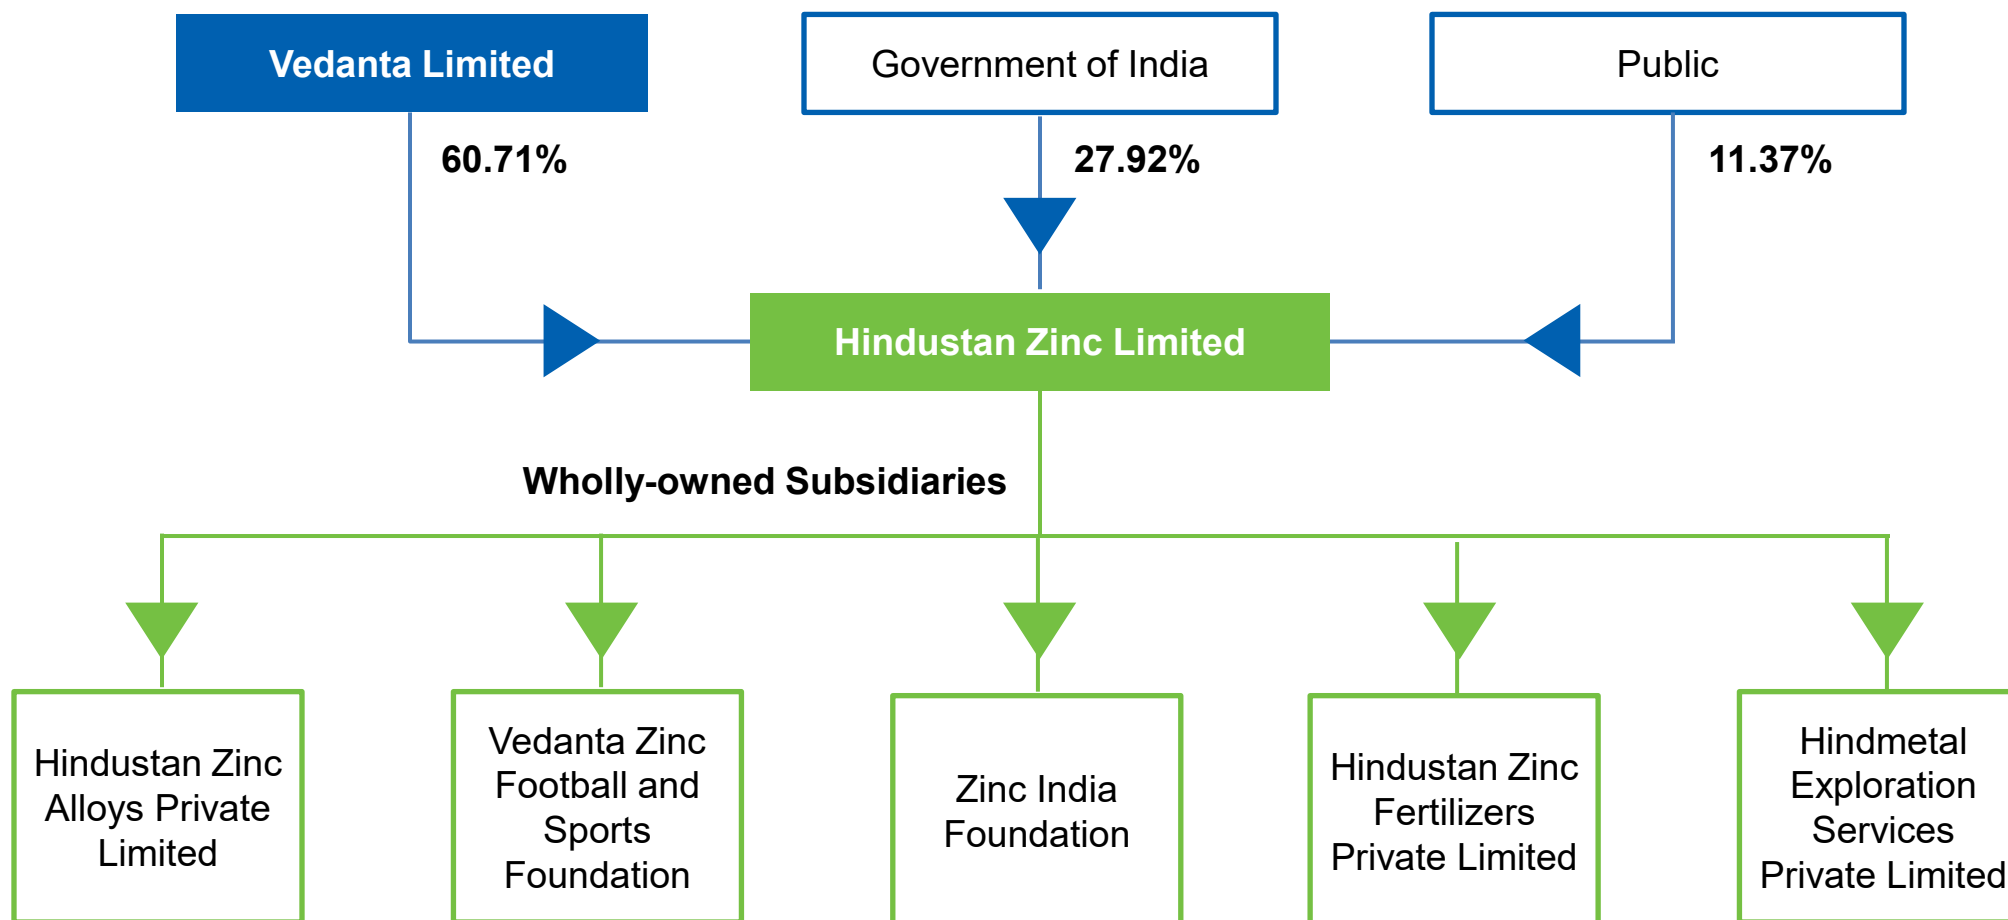 Vedanta Limited
Government of India
Public
60.71%
27.92%
11.37%
Hindustan Zinc Limited
Wholly-owned Subsidiaries
Hindustan Zinc
Alloys Private
Limited
Vedanta Zinc
Football and
Sports
Foundation
Zinc India
Foundation
Hindustan Zinc
Fertilizers
Private Limited
Hindmetal
Exploration
Services
Private Limited